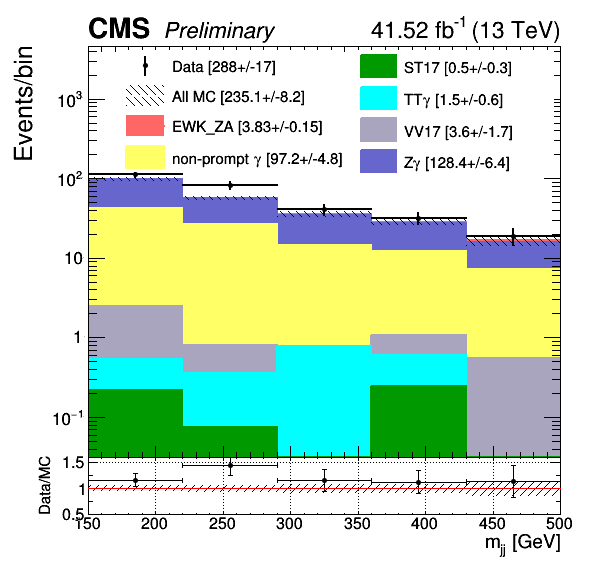 CMS Preliminary 41.52 fb⁻¹ (13 TeV)
Events/bin
Data [288+/-17]
All MC [235.1+/-8.2]
EWK_ZA [3.83+/-0.15]
non-prompt γ [97.2+/-4.8]
ST17 [0.5+/-0.3]
TTγ [1.5+/-0.6]
VV17 [3.6+/-1.7]
Zγ [128.4+/-6.4]
10³
10²
10
1
10⁻¹
Data/MC
1.5
1
0.5
150 200 250 300 350 400 450 500
m_jj [GeV]